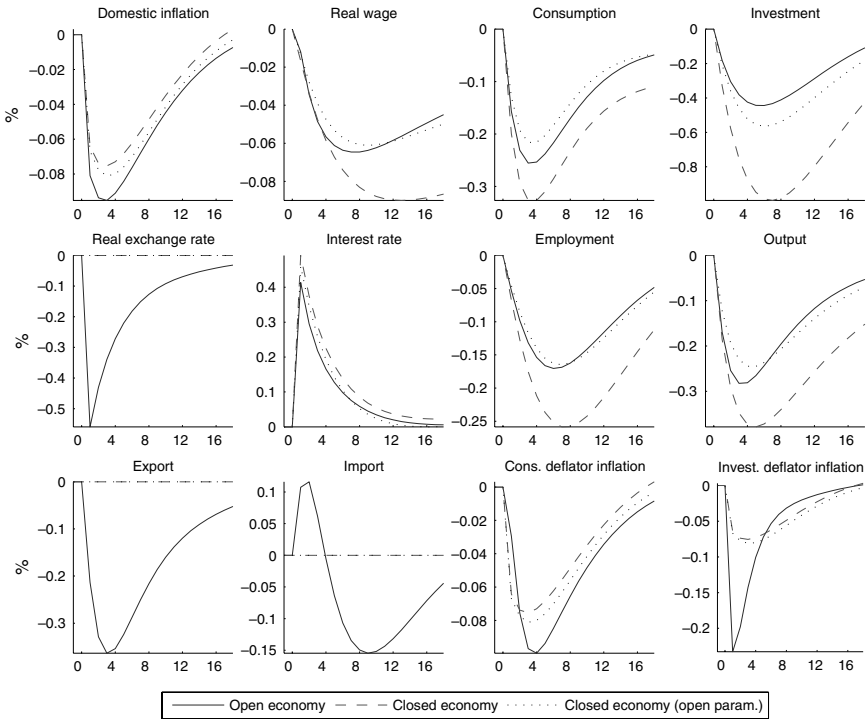 Domestic inflation
Real wage
Consumption
Investment
%
0
−0.02
−0.04
−0.06
−0.08
0 4 8 12 16
0
−0.02
−0.04
−0.06
−0.08
0 4 8 12 16
0
−0.1
−0.2
−0.3
0 4 8 12 16
0
−0.2
−0.4
−0.6
−0.8
0 4 8 12 16
Real exchange rate
Interest rate
Employment
Output
%
0
−0.1
−0.2
−0.3
−0.4
−0.5
0 4 8 12 16
0.4
0.3
0.2
0.1
0
0 4 8 12 16
0
−0.05
−0.1
−0.15
−0.2
−0.25
0 4 8 12 16
0
−0.1
−0.2
−0.3
0 4 8 12 16
Export
Import
Cons. deflator inflation
Invest. deflator inflation
%
0
−0.1
−0.2
−0.3
0 4 8 12 16
0.1
0.05
0
−0.05
−0.1
−0.15
0 4 8 12 16
0
−0.02
−0.04
−0.06
−0.08
0 4 8 12 16
0
−0.05
−0.1
−0.15
−0.2
0 4 8 12 16
Open economy
Closed economy
Closed economy (open param.)